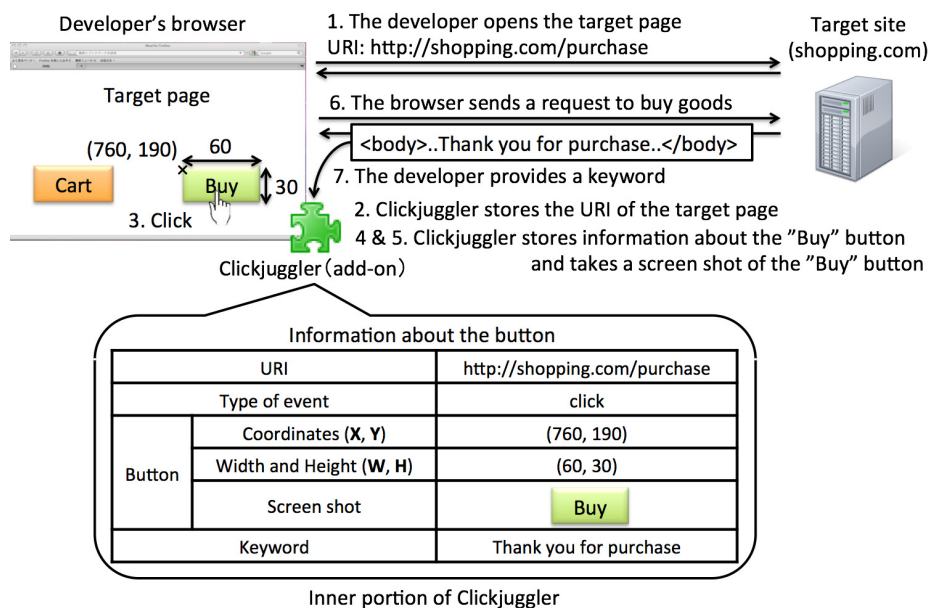 Developer's browser
1. The developer opens the target page
URI: http://shopping.com/purchase
Target site
(shopping.com)
Target page
6. The browser sends a request to buy goods
<body>..Thank you for purchase..</body>
7. The developer provides a keyword
(760, 190)
60
Cart
Buy
30
3. Click
2. Clickjuggler stores the URI of the target page
4 & 5. Clickjuggler stores information about the ”Buy” button
and takes a screen shot of the ”Buy” button
Clickjuggler (add-on)
Information about the button
URI
http://shopping.com/purchase
Type of event
click
Button
Coordinates (X, Y)
(760, 190)
Width and Height (W, H)
(60, 30)
Screen shot
Buy
Keyword
Thank you for purchase
Inner portion of Clickjuggler